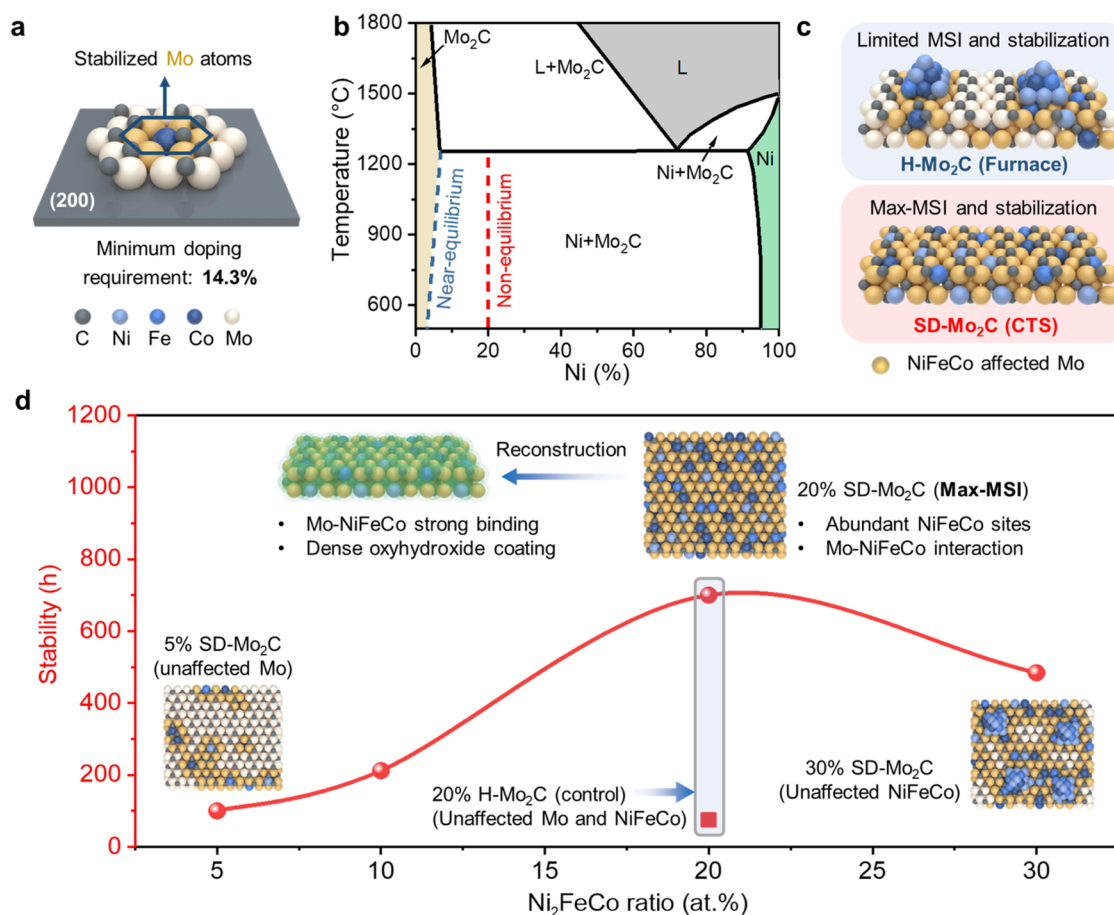 a
Stabilized Mo atoms
(200)
Minimum doping
requirement: 14.3%
C Ni Fe Co Mo
b
Temperature (°C)
1800
1500
1200
900
600
Mo₂C
L+Mo₂C
L
Ni+Mo₂C
Ni
Near-equilibrium
Non-equilibrium
Ni+Mo₂C
0 20 40 60 80 100
Ni (%)
c
Limited MSI and stabilization
H-Mo₂C (Furnace)
Max-MSI and stabilization
SD-Mo₂C (CTS)
NiFeCo affected Mo
d
Stability (h)
1200
1000
800
600
400
200
0
Reconstruction
• Mo-NiFeCo strong binding
• Dense oxyhydroxide coating
20% SD-Mo₂C (Max-MSI)
• Abundant NiFeCo sites
• Mo-NiFeCo interaction
5% SD-Mo₂C
(unaffected Mo)
20% H-Mo₂C (control)
(Unaffected Mo and NiFeCo)
30% SD-Mo₂C
(Unaffected NiFeCo)
5 10 15 20 25 30
Ni₂FeCo ratio (at.%)